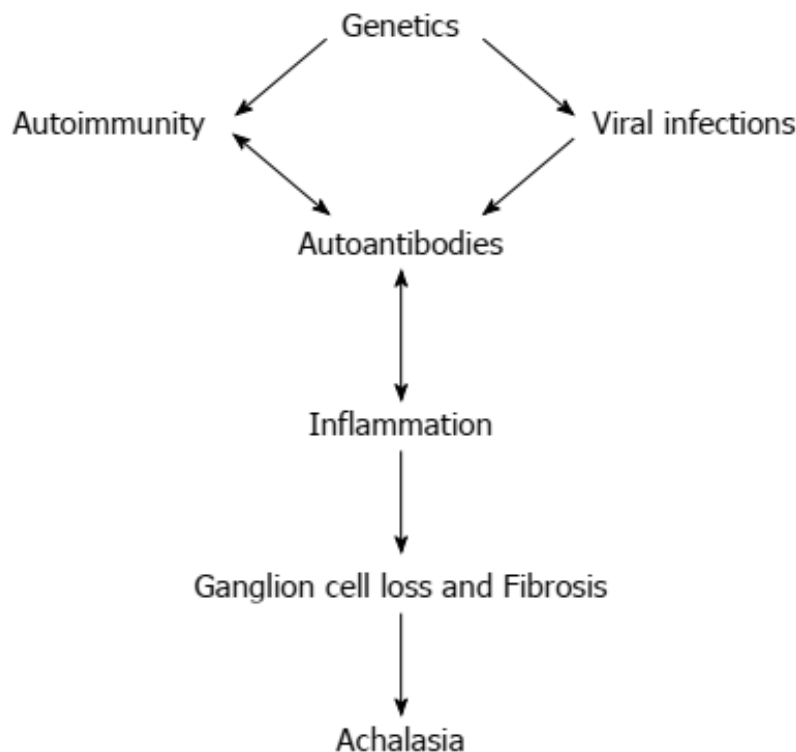 Genetics
Autoimmunity
Viral infections
Autoantibodies
Inflammation
Ganglion cell loss and Fibrosis
Achalasia